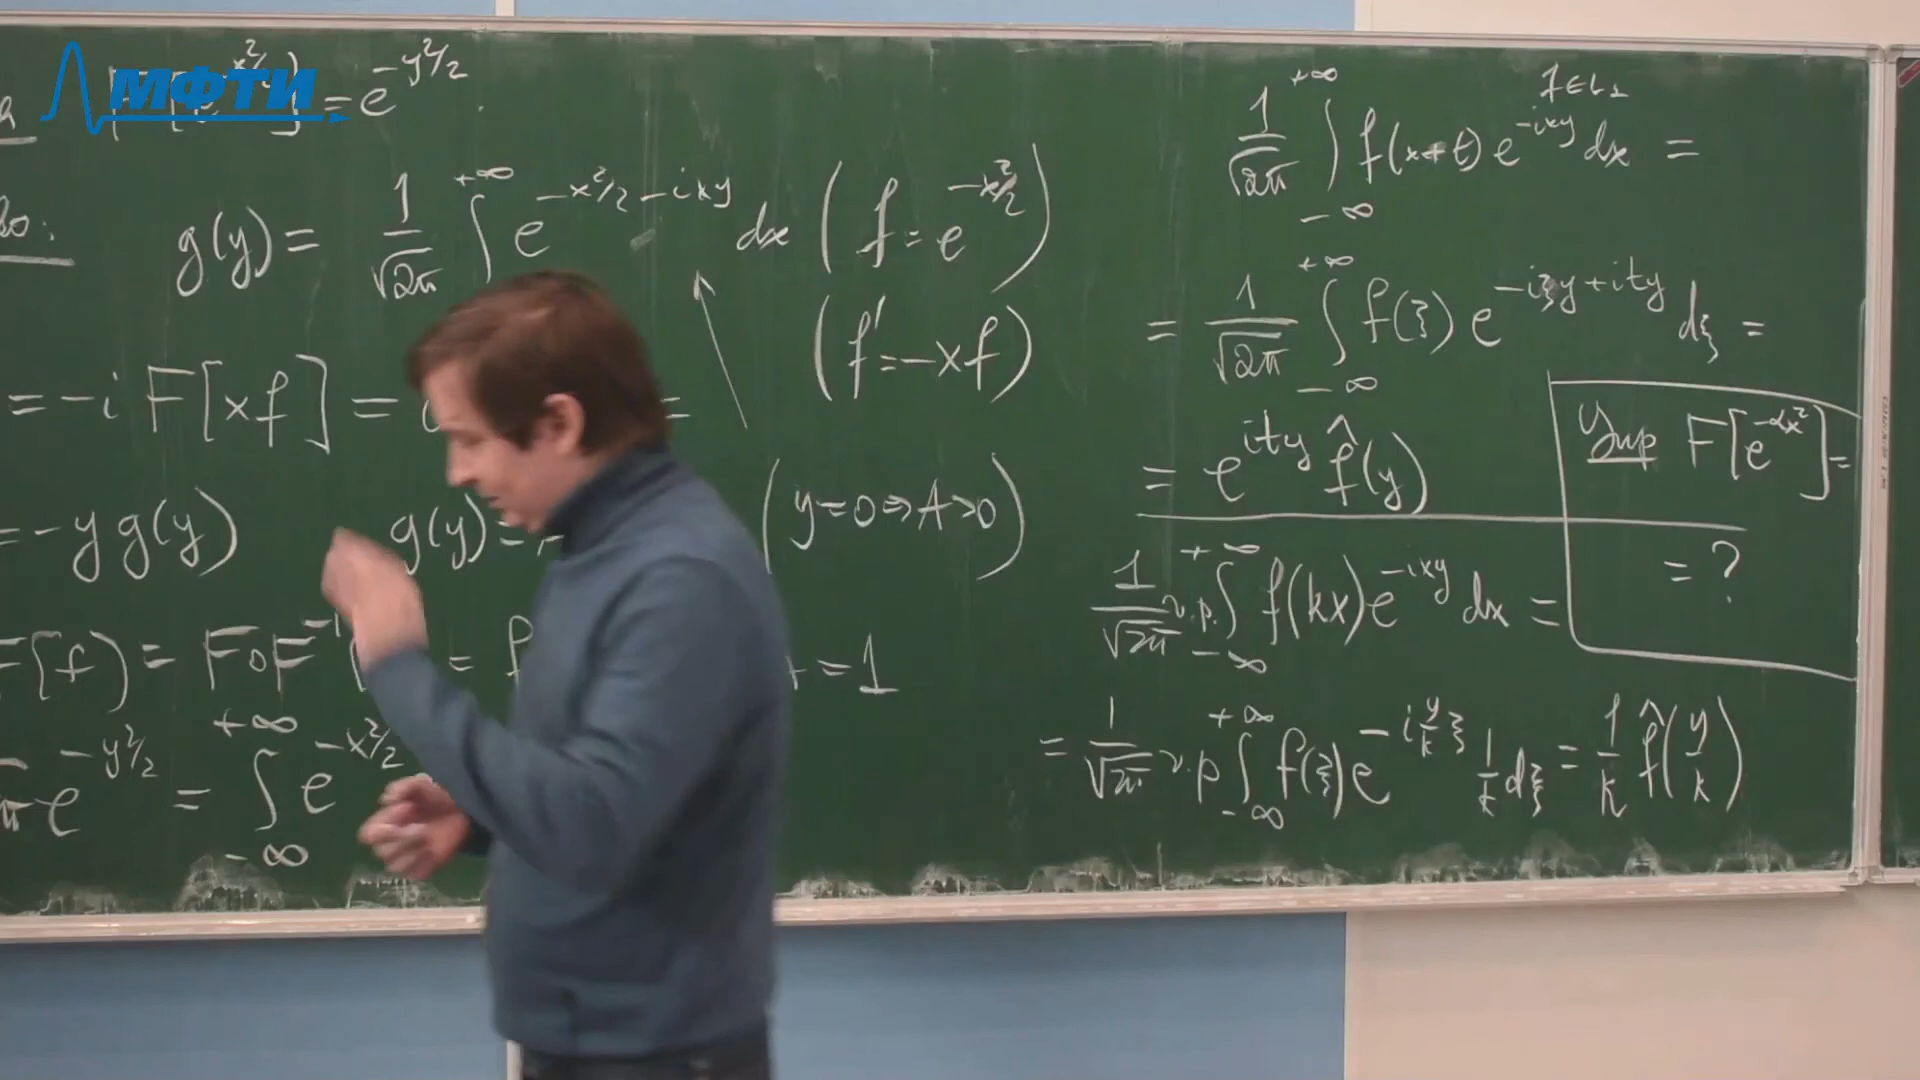 МФТИ
F[e^{-x²/2}] = e^{-y²/2}.
g(y) = 1/√2π ∫_{-∞}^{+∞} e^{-x²/2 - ixy} dx (f = e^{-x²/2})
(f' = -xf)
= -i F[xf] =
= -y g(y)) g(y) = (y=0 ⇒ A>0)
F[f] = F∘F^{-1} = = 1
e^{-y²/2} = ∫_{-∞}^{+∞} e^{-x²/2}
f ∈ L₁
1/√2π ∫_{-∞}^{+∞} f(x+t) e^{-ixy} dx =
= 1/√2π ∫_{-∞}^{+∞} f(ξ) e^{-iξy+ity} dξ =
= e^{ity} f̂(y)
Упр F[e^{-αx²}] =
= ?
1/√2π v.p. ∫_{-∞}^{+∞} f(kx) e^{-ixy} dx =
= 1/√2π v.p ∫_{-∞}^{+∞} f(ξ) e^{-i y/k ξ} 1/k dξ = 1/k f̂(y/k)